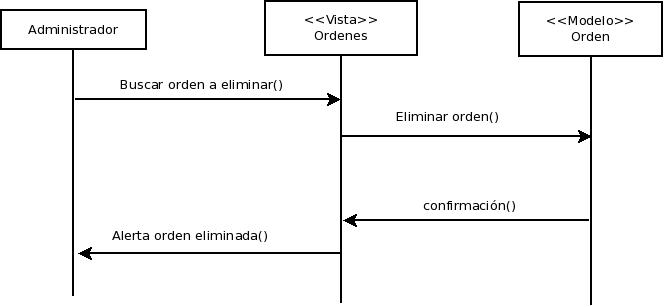 Administrador
<<Vista>>
Ordenes
<<Modelo>>
Orden
Buscar orden a eliminar()
Eliminar orden()
confirmación()
Alerta orden eliminada()